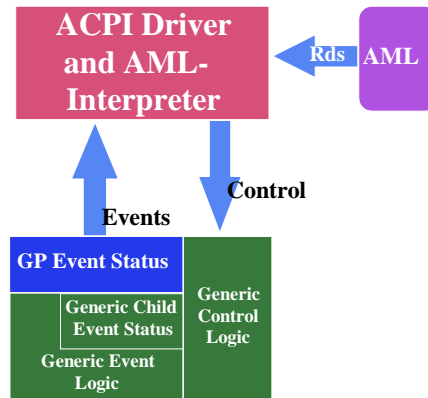 ACPI Driver
and AML-
Interpreter
Rds
AML
Control
Events
GP Event Status
Generic Child
Event Status
Generic Event
Logic
Generic
Control
Logic